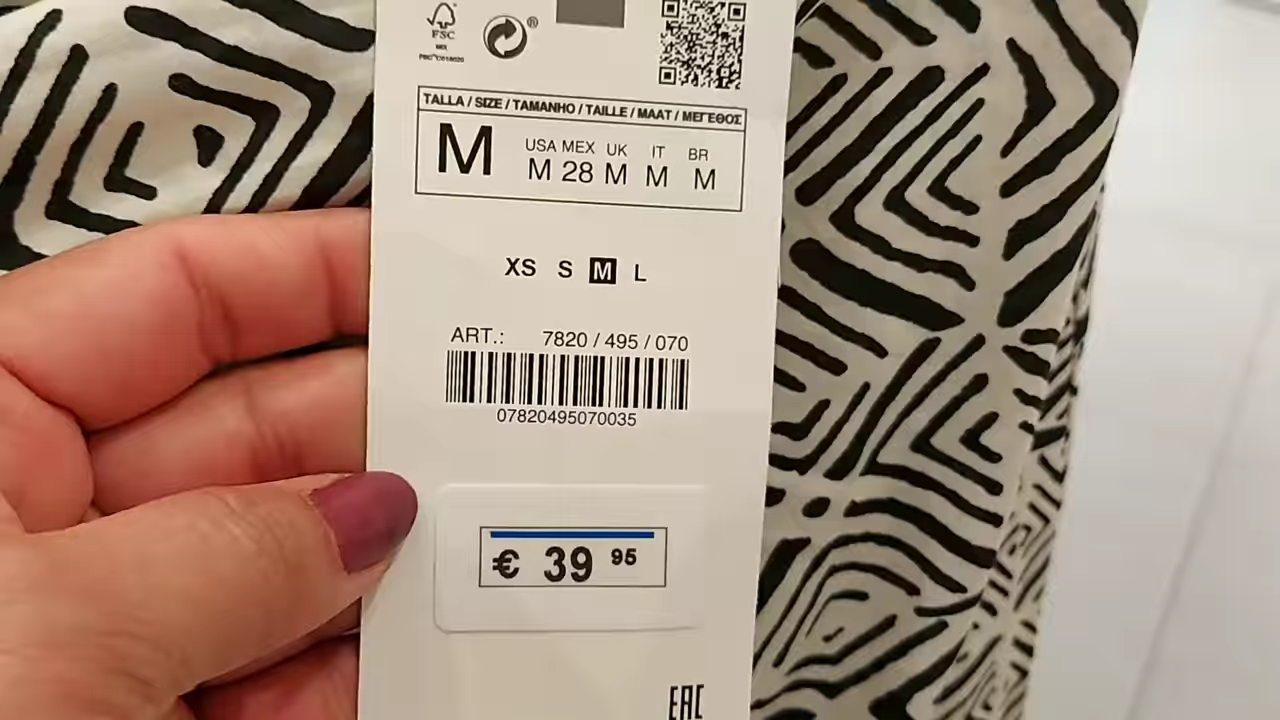 FSC
MIX
®
TALLA / SIZE / TAMANHO / TAILLE / MAAT / ΜΕΓΕΘΟΣ
M
USA MEX UK IT BR
M 28 M M M
XS S M L
ART.: 7820 / 495 / 070
07820495070035
€ 39 95
EAC